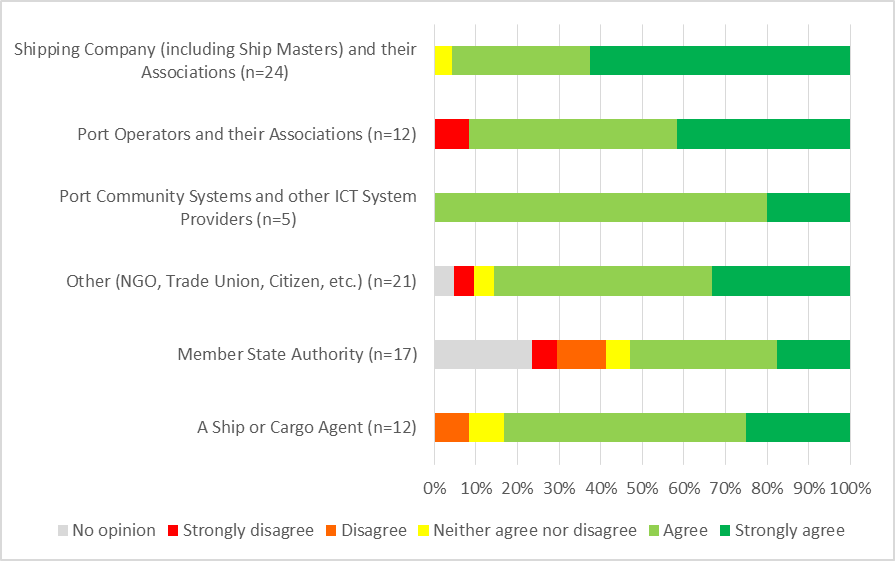 Shipping Company (including Ship Masters) and their
Associations (n=24)
Port Operators and their Associations (n=12)
Port Community Systems and other ICT System
Providers (n=5)
Other (NGO, Trade Union, Citizen, etc.) (n=21)
Member State Authority (n=17)
A Ship or Cargo Agent (n=12)
0% 10% 20% 30% 40% 50% 60% 70% 80% 90% 100%
No opinion Strongly disagree Disagree Neither agree nor disagree Agree Strongly agree